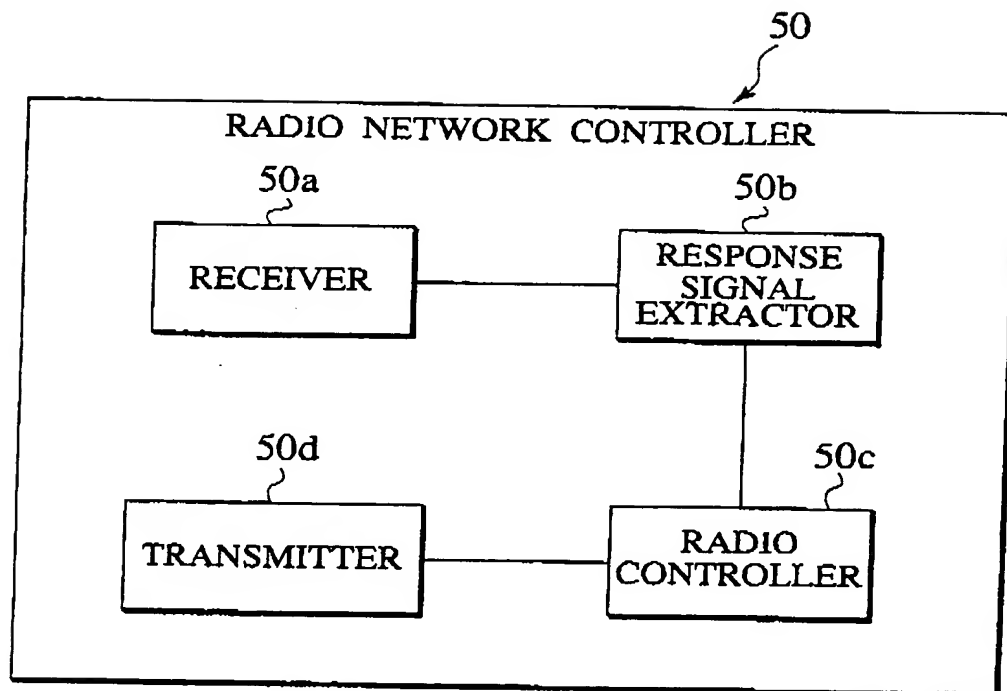 50
RADIO NETWORK CONTROLLER
50a
50b
RECEIVER
RESPONSE
SIGNAL
EXTRACTOR
50d
50c
TRANSMITTER
RADIO
CONTROLLER